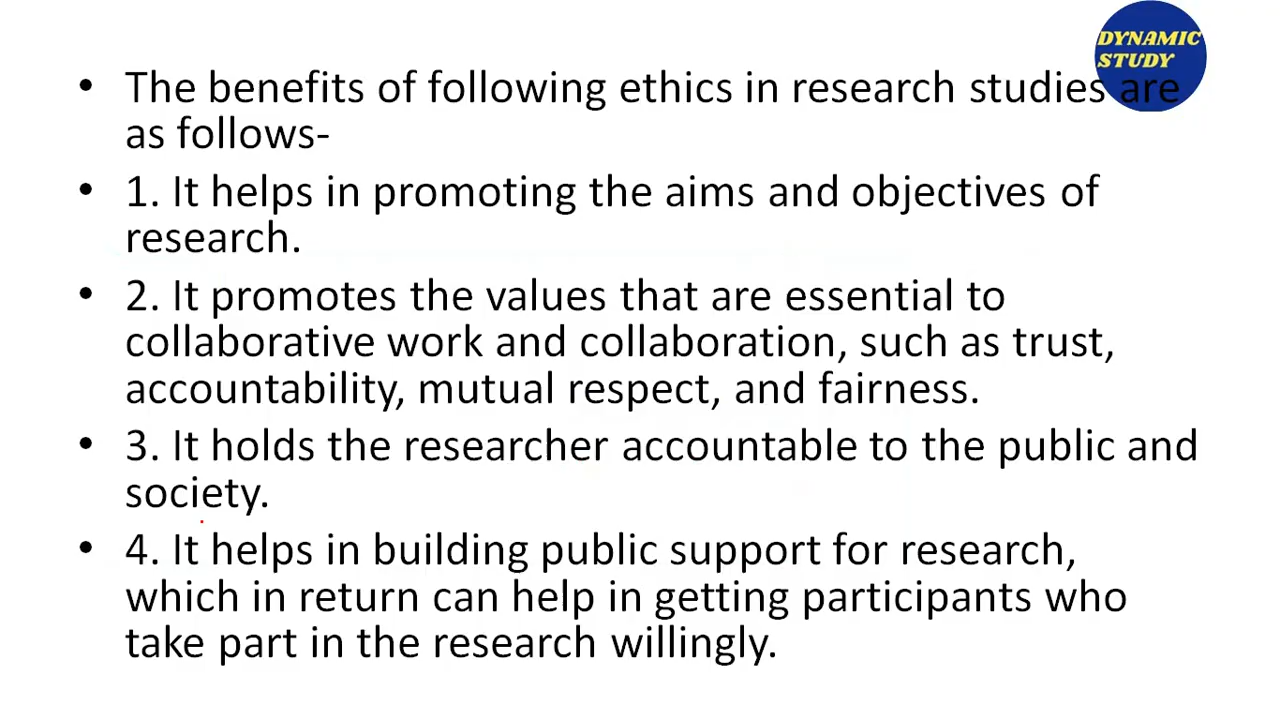 DYNAMIC
STUDY
• The benefits of following ethics in research studies are
as follows-
• 1. It helps in promoting the aims and objectives of
research.
• 2. It promotes the values that are essential to
collaborative work and collaboration, such as trust,
accountability, mutual respect, and fairness.
• 3. It holds the researcher accountable to the public and
society.
• 4. It helps in building public support for research,
which in return can help in getting participants who
take part in the research willingly.